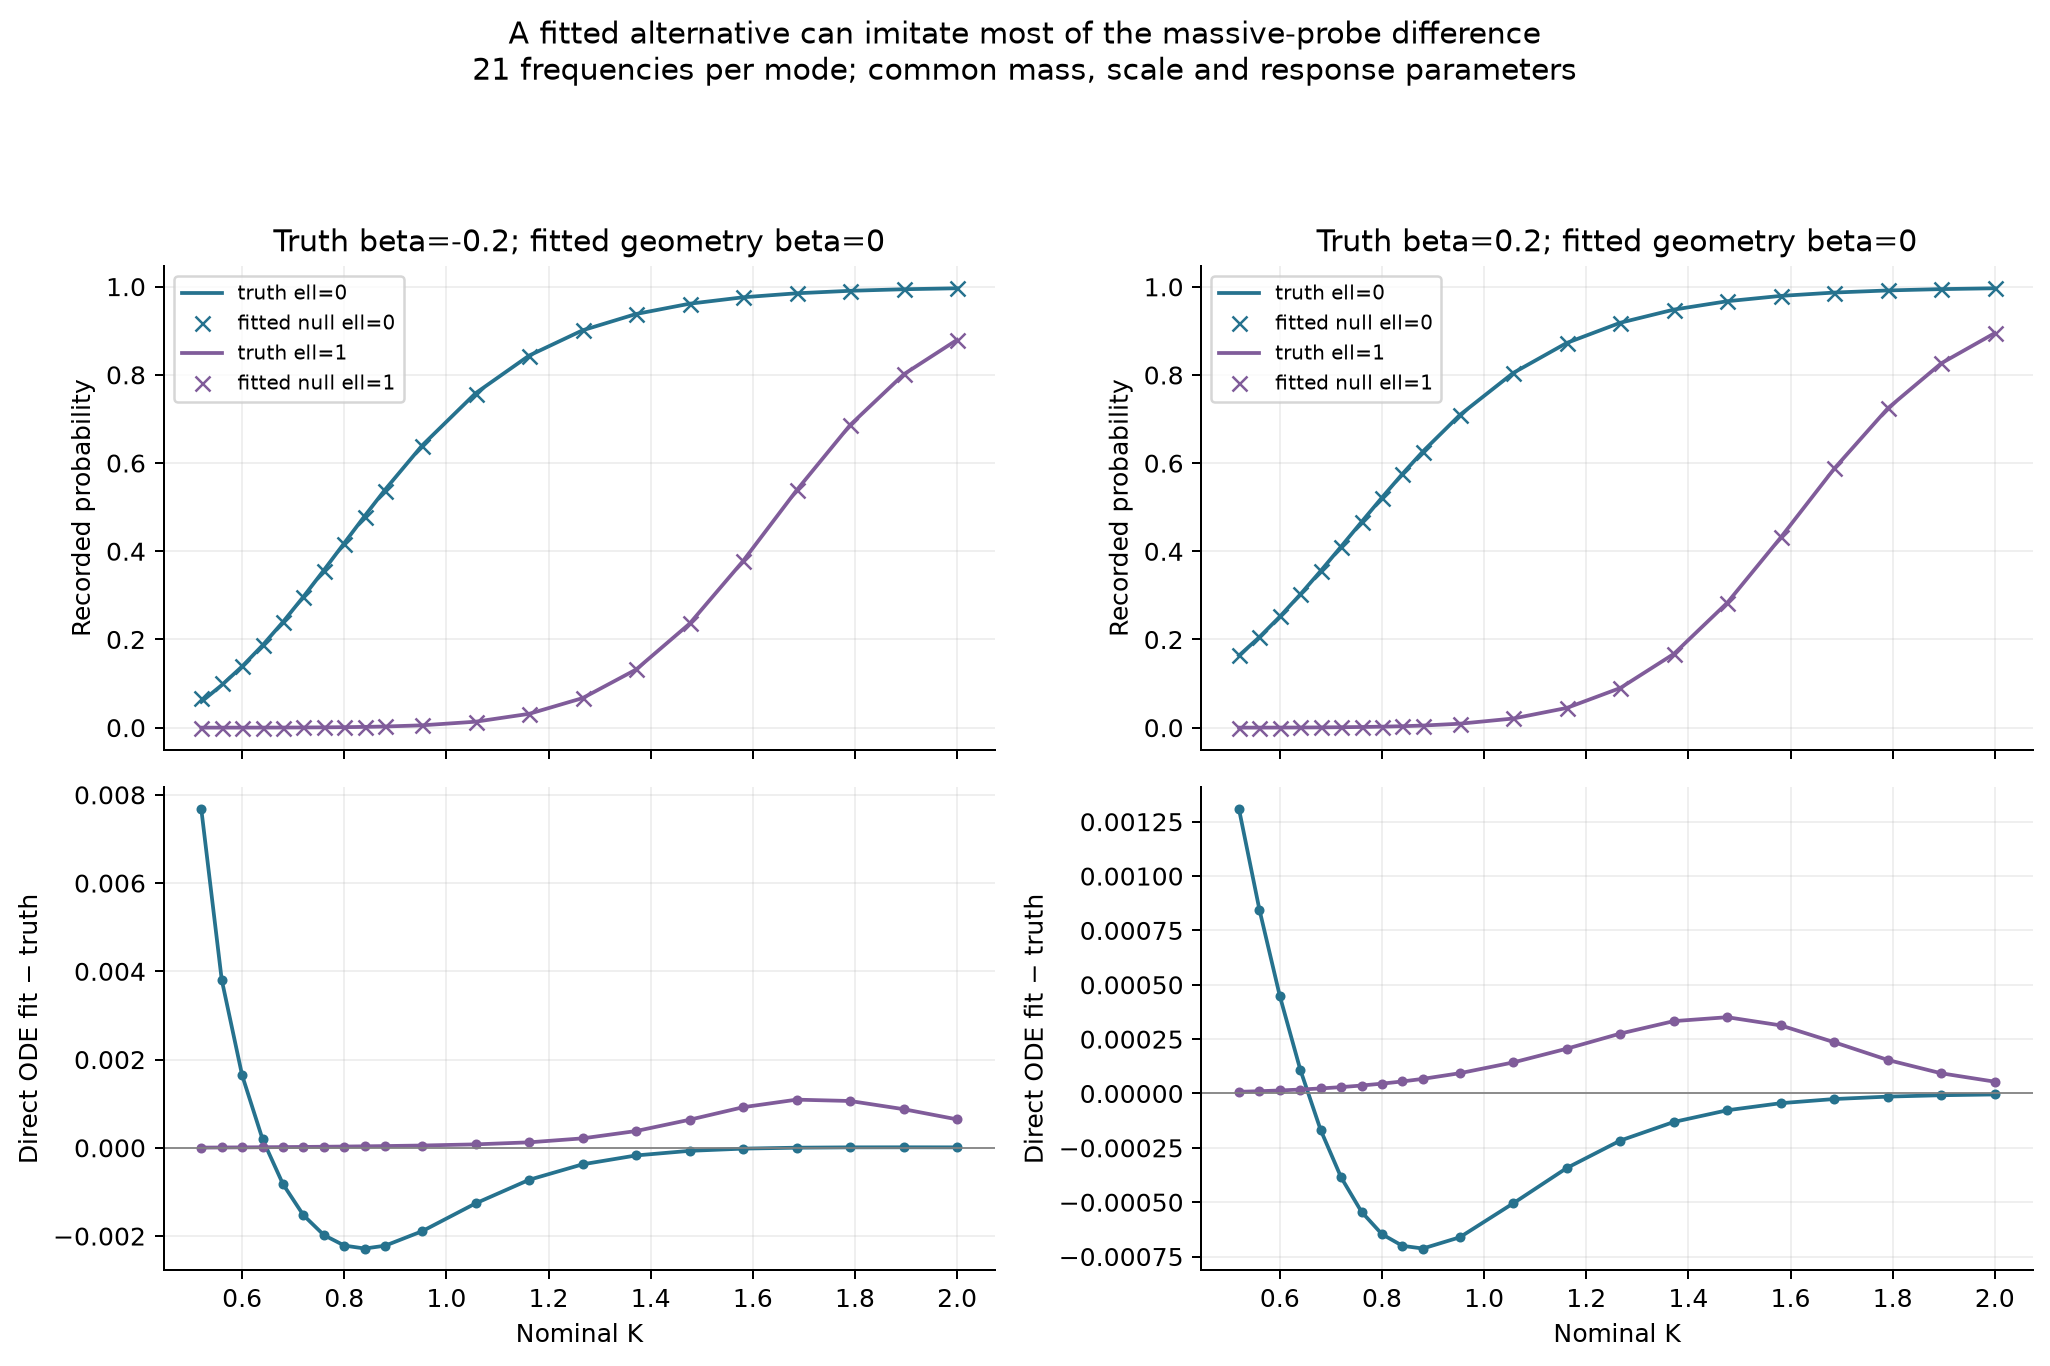 A fitted alternative can imitate most of the massive-probe difference
21 frequencies per mode; common mass, scale and response parameters
Truth beta=-0.2; fitted geometry beta=0
truth ell=0
fitted null ell=0
truth ell=1
fitted null ell=1
Recorded probability
1.0
0.8
0.6
0.4
0.2
0.0
Truth beta=0.2; fitted geometry beta=0
truth ell=0
fitted null ell=0
truth ell=1
fitted null ell=1
Recorded probability
1.0
0.8
0.6
0.4
0.2
0.0
Direct ODE fit − truth
0.008
0.006
0.004
0.002
0.000
−0.002
0.6 0.8 1.0 1.2 1.4 1.6 1.8 2.0
Nominal K
Direct ODE fit − truth
0.00125
0.00100
0.00075
0.00050
0.00025
0.00000
−0.00025
−0.00050
−0.00075
0.6 0.8 1.0 1.2 1.4 1.6 1.8 2.0
Nominal K